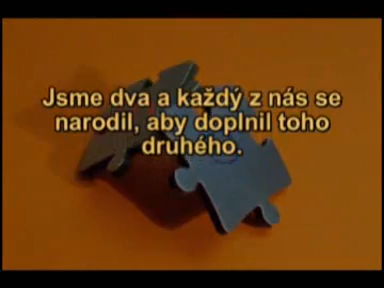 Jsme dva a každý z nás se
narodil, aby doplnil toho
druhého.